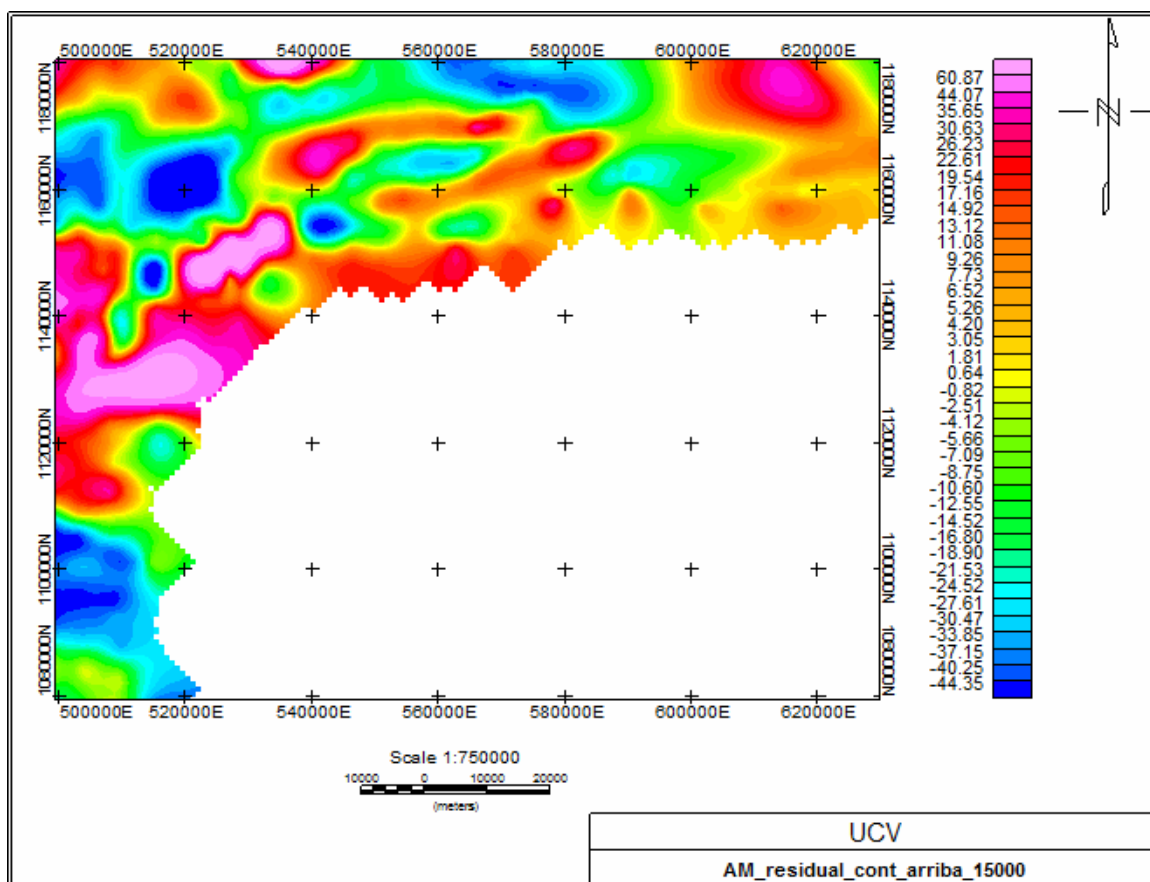 500000E 520000E 540000E 560000E 580000E 600000E 620000E
1180000N 1180000N
1160000N 1160000N
1140000N 1140000N
1120000N 1120000N
1100000N 1100000N
1080000N 1080000N
500000E 520000E 540000E 560000E 580000E 600000E 620000E
N
60.87
44.07
35.65
30.63
26.23
22.61
19.54
17.16
14.92
13.12
11.08
9.26
7.73
6.52
5.26
4.20
3.05
1.81
0.64
-0.82
-2.51
-4.12
-5.66
-7.09
-8.75
-10.60
-12.55
-14.52
-16.80
-18.90
-21.53
-24.52
-27.61
-30.47
-33.85
-37.15
-40.25
-44.35
Scale 1:750000
10000 0 10000 20000
(meters)
UCV
AM_residual_cont_arriba_15000